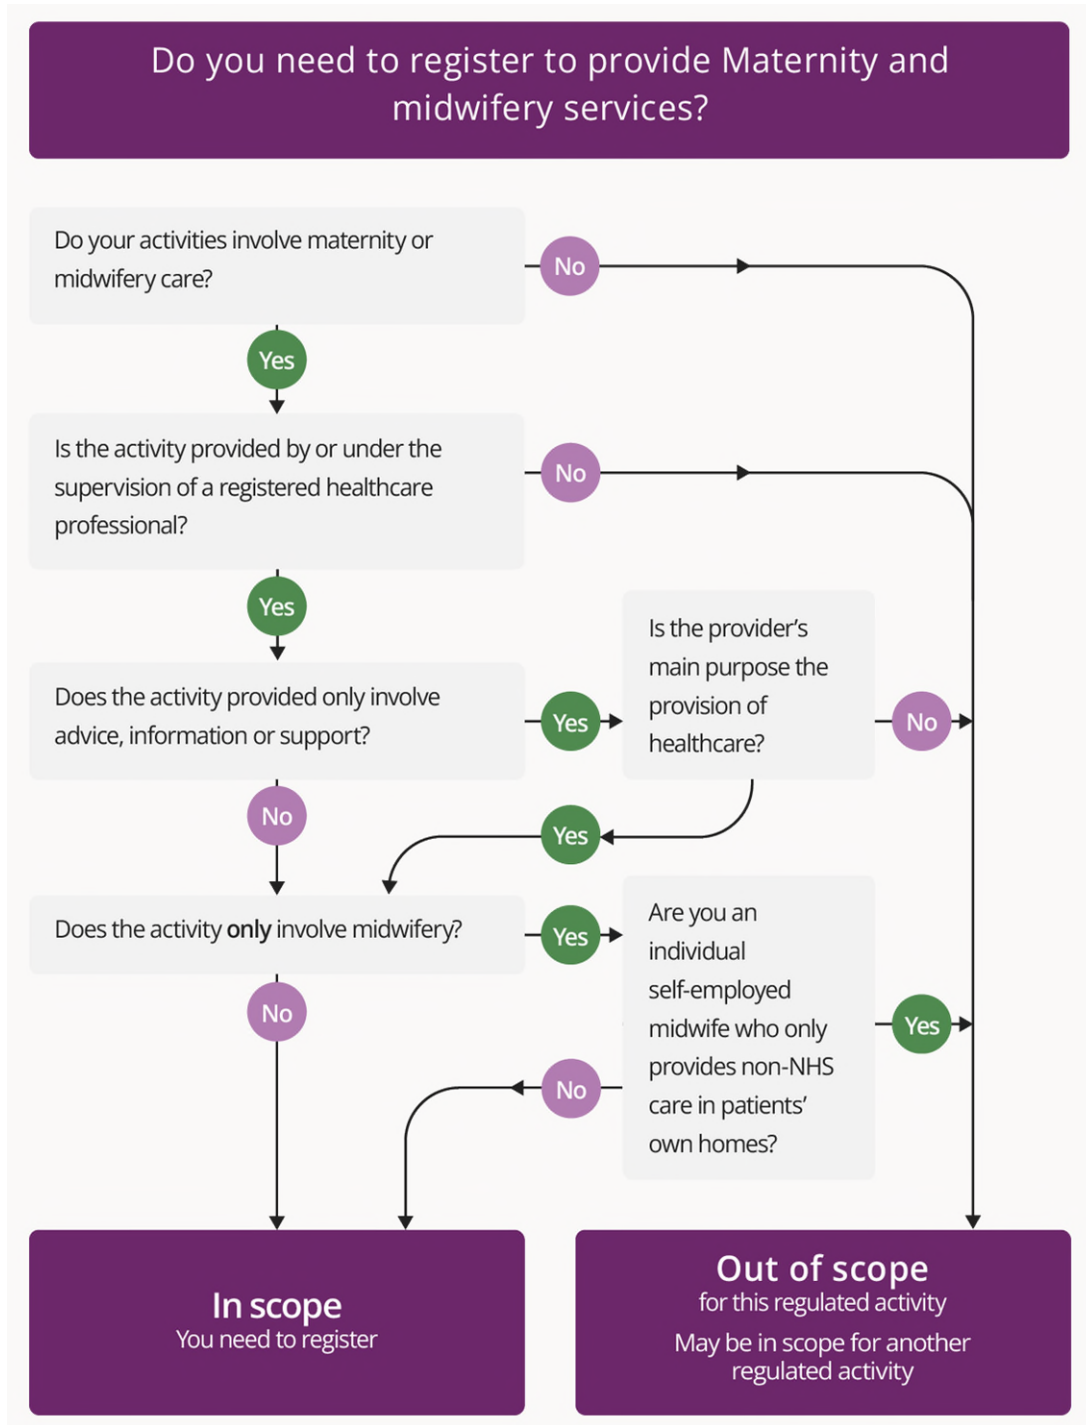 Do you need to register to provide Maternity and
midwifery services?
Do your activities involve maternity or
midwifery care?
No
Yes
Is the activity provided by or under the
supervision of a registered healthcare
professional?
No
Yes
Does the activity provided only involve
advice, information or support?
Yes
Is the provider's
main purpose the
provision of
healthcare?
No
No
Yes
Does the activity only involve midwifery?
Yes
Are you an
individual
self-employed
midwife who only
provides non-NHS
care in patients'
own homes?
Yes
No
No
In scope
You need to register
Out of scope
for this regulated activity
May be in scope for another
regulated activity